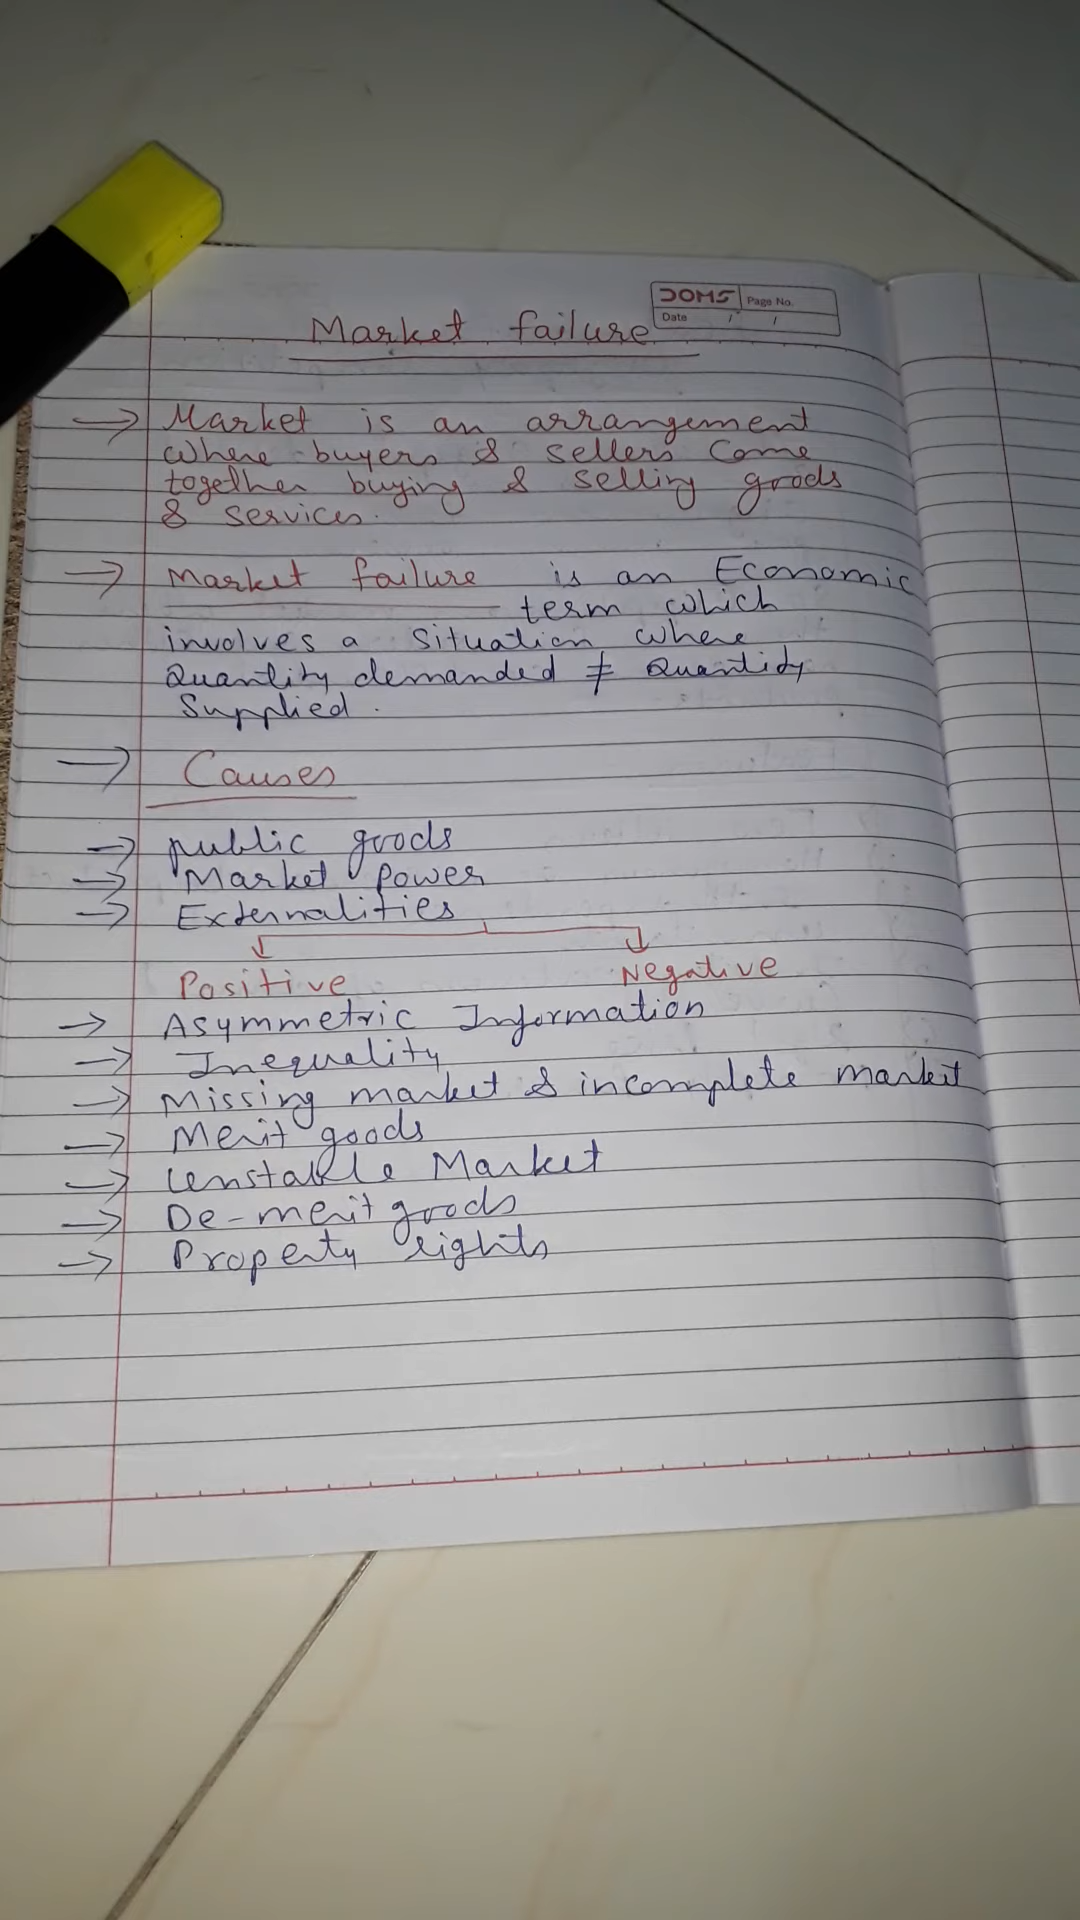 DOMS Page No.
Date / /
Market failure
→ Market is an arrangement
where buyers & sellers come
together buying & selling goods
& services.
→ Market failure is an Economic
term which
involves a situation where
Quantity demanded ≠ Quantity
Supplied.
→ Causes
→ public goods
→ Market Power
→ Externalities
Positive Negative
→ Asymmetric Information
→ Inequality
→ Missing market & incomplete market
→ Merit goods
→ Unstable Market
→ De-merit goods
→ Property rights